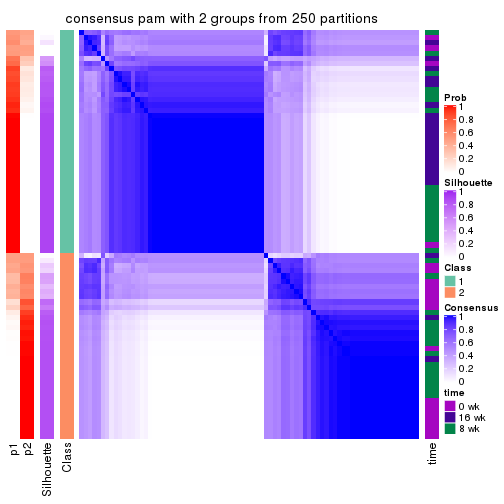 consensus pam with 2 groups from 250 partitions
Prob
1
0.8
0.6
0.4
0.2
0
Silhouette
1
0.8
0.6
0.4
0.2
0
Class
1
2
Consensus
1
0.8
0.6
0.4
0.2
0
time
0 wk
16 wk
8 wk
p1
p2
Silhouette
Class
time